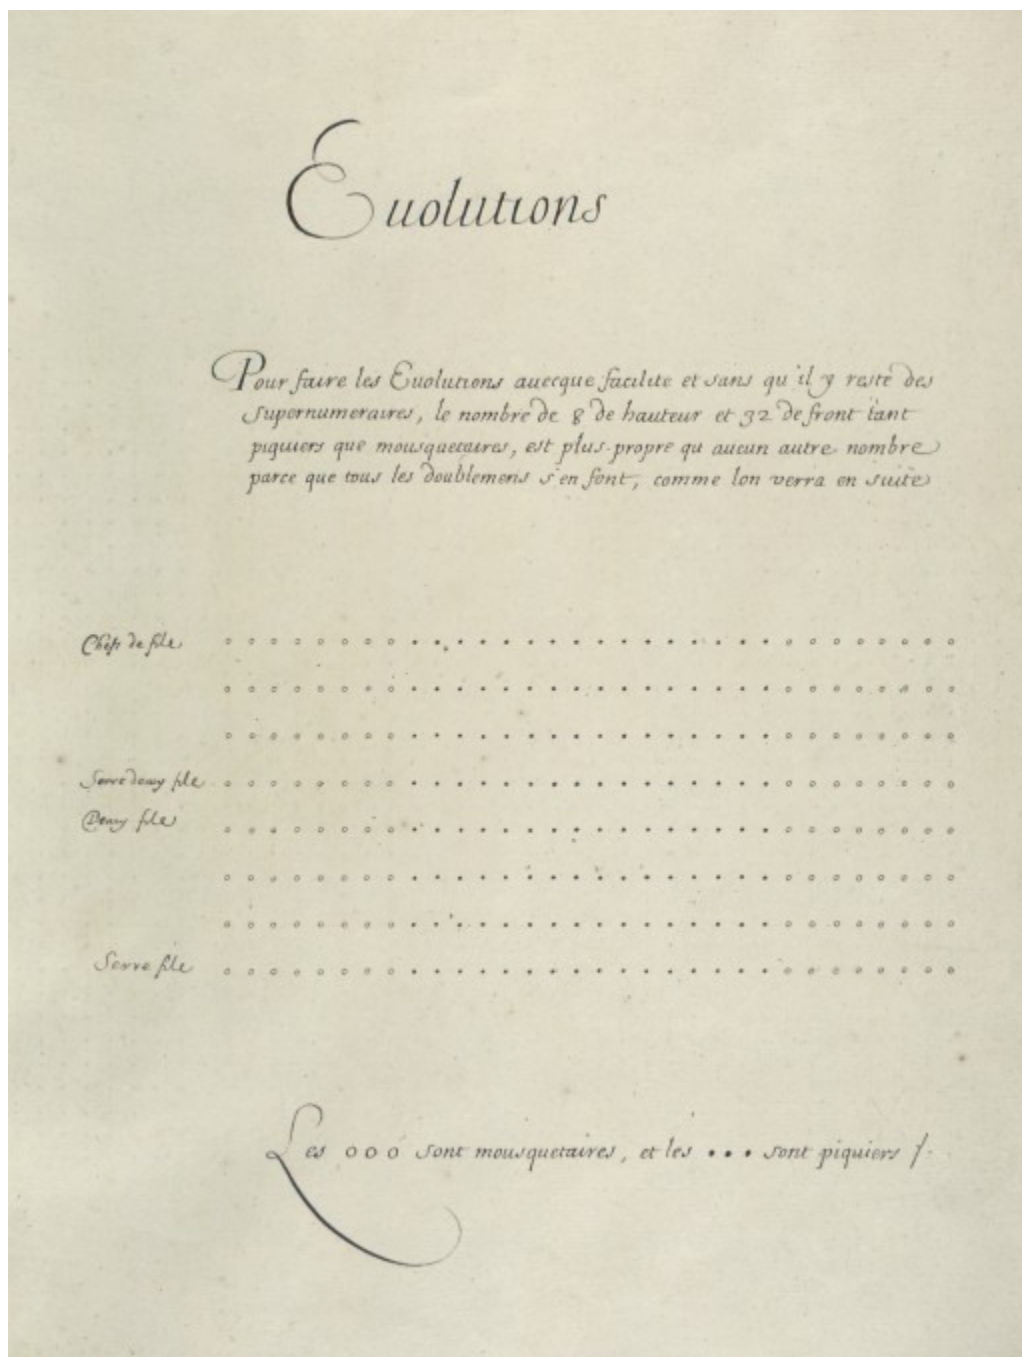 Euolutions
Pour faire les Euolutions auecque facilite et sans qu'il y reste des
supernumeraires, le nombre de 8 de hauteur et 32 de front tant
piquiers que mousquetaires, est plus propre qu aucun autre nombre
parce que tous les doublemens s'en font, comme lon verra en suite
Chefs de file
Serre demy file
Demy file
Serre file
Les o o o sont mousquetaires, et les • • • sont piquiers